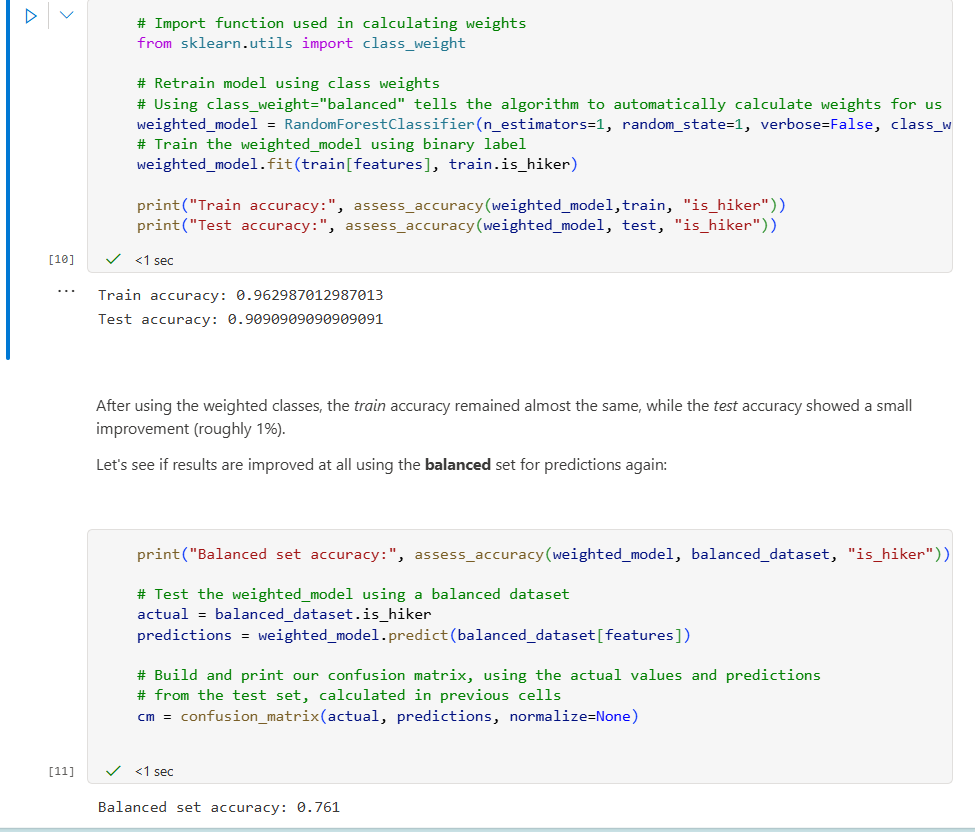 # Import function used in calculating weights
from sklearn.utils import class_weight
# Retrain model using class weights
# Using class_weight="balanced" tells the algorithm to automatically calculate weights for us
weighted_model = RandomForestClassifier(n_estimators=1, random_state=1, verbose=False, class_w
# Train the weighted_model using binary label
weighted_model.fit(train[features], train.is_hiker)
print("Train accuracy:", assess_accuracy(weighted_model,train, "is_hiker"))
print("Test accuracy:", assess_accuracy(weighted_model, test, "is_hiker"))
[10] <1 sec
... Train accuracy: 0.962987012987013
Test accuracy: 0.9090909090909091
After using the weighted classes, the train accuracy remained almost the same, while the test accuracy showed a small
improvement (roughly 1%).
Let's see if results are improved at all using the balanced set for predictions again:
print("Balanced set accuracy:", assess_accuracy(weighted_model, balanced_dataset, "is_hiker"))
# Test the weighted_model using a balanced dataset
actual = balanced_dataset.is_hiker
predictions = weighted_model.predict(balanced_dataset[features])
# Build and print our confusion matrix, using the actual values and predictions
# from the test set, calculated in previous cells
cm = confusion_matrix(actual, predictions, normalize=None)
[11] <1 sec
Balanced set accuracy: 0.761